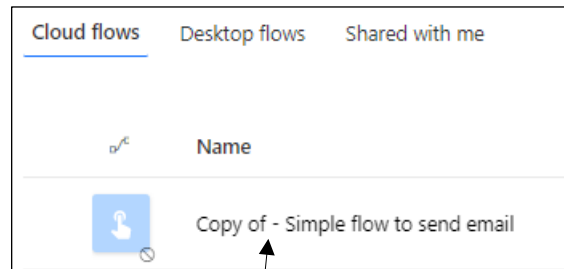 Cloud flows Desktop flows Shared with me
Name
Copy of - Simple flow to send email